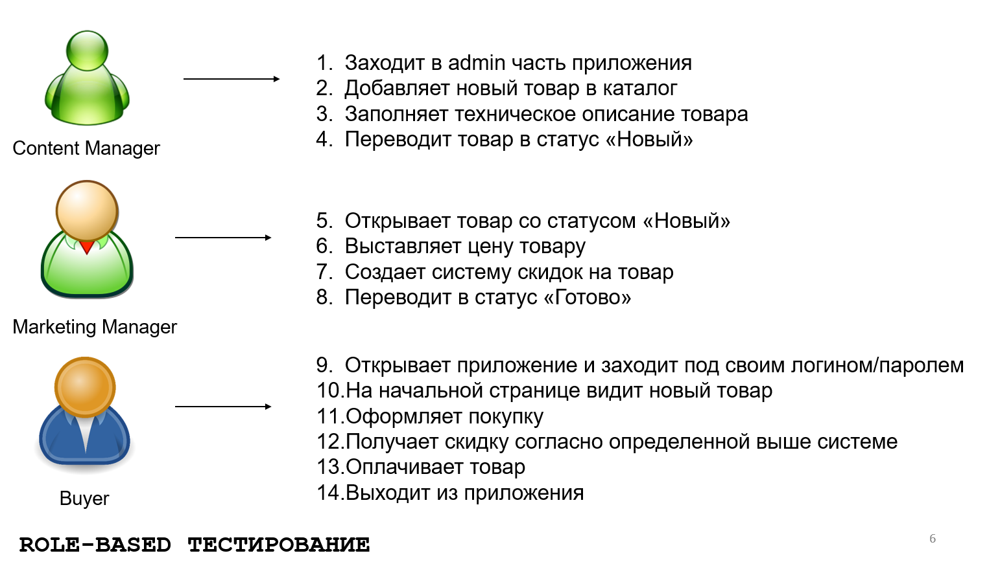 1. Заходит в admin часть приложения
2. Добавляет новый товар в каталог
3. Заполняет техническое описание товара
4. Переводит товар в статус «Новый»
Content Manager
5. Открывает товар со статусом «Новый»
6. Выставляет цену товару
7. Создает систему скидок на товар
8. Переводит в статус «Готово»
Marketing Manager
9. Открывает приложение и заходит под своим логином/паролем
10.На начальной странице видит новый товар
11.Оформляет покупку
12.Получает скидку согласно определенной выше системе
13.Оплачивает товар
14.Выходит из приложения
Buyer
ROLE-BASED ТЕСТИРОВАНИЕ
6